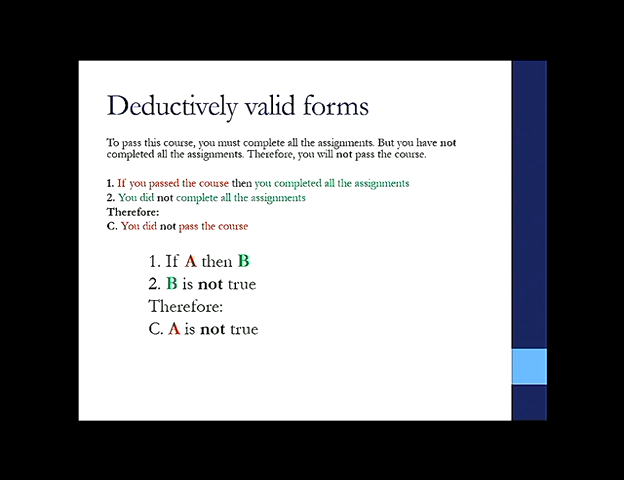 Deductively valid forms
To pass this course, you must complete all the assignments. But you have not
completed all the assignments. Therefore, you will not pass the course.
1. If you passed the course then you completed all the assignments
2. You did not complete all the assignments
Therefore:
C. You did not pass the course
1. If A then B
2. B is not true
Therefore:
C. A is not true